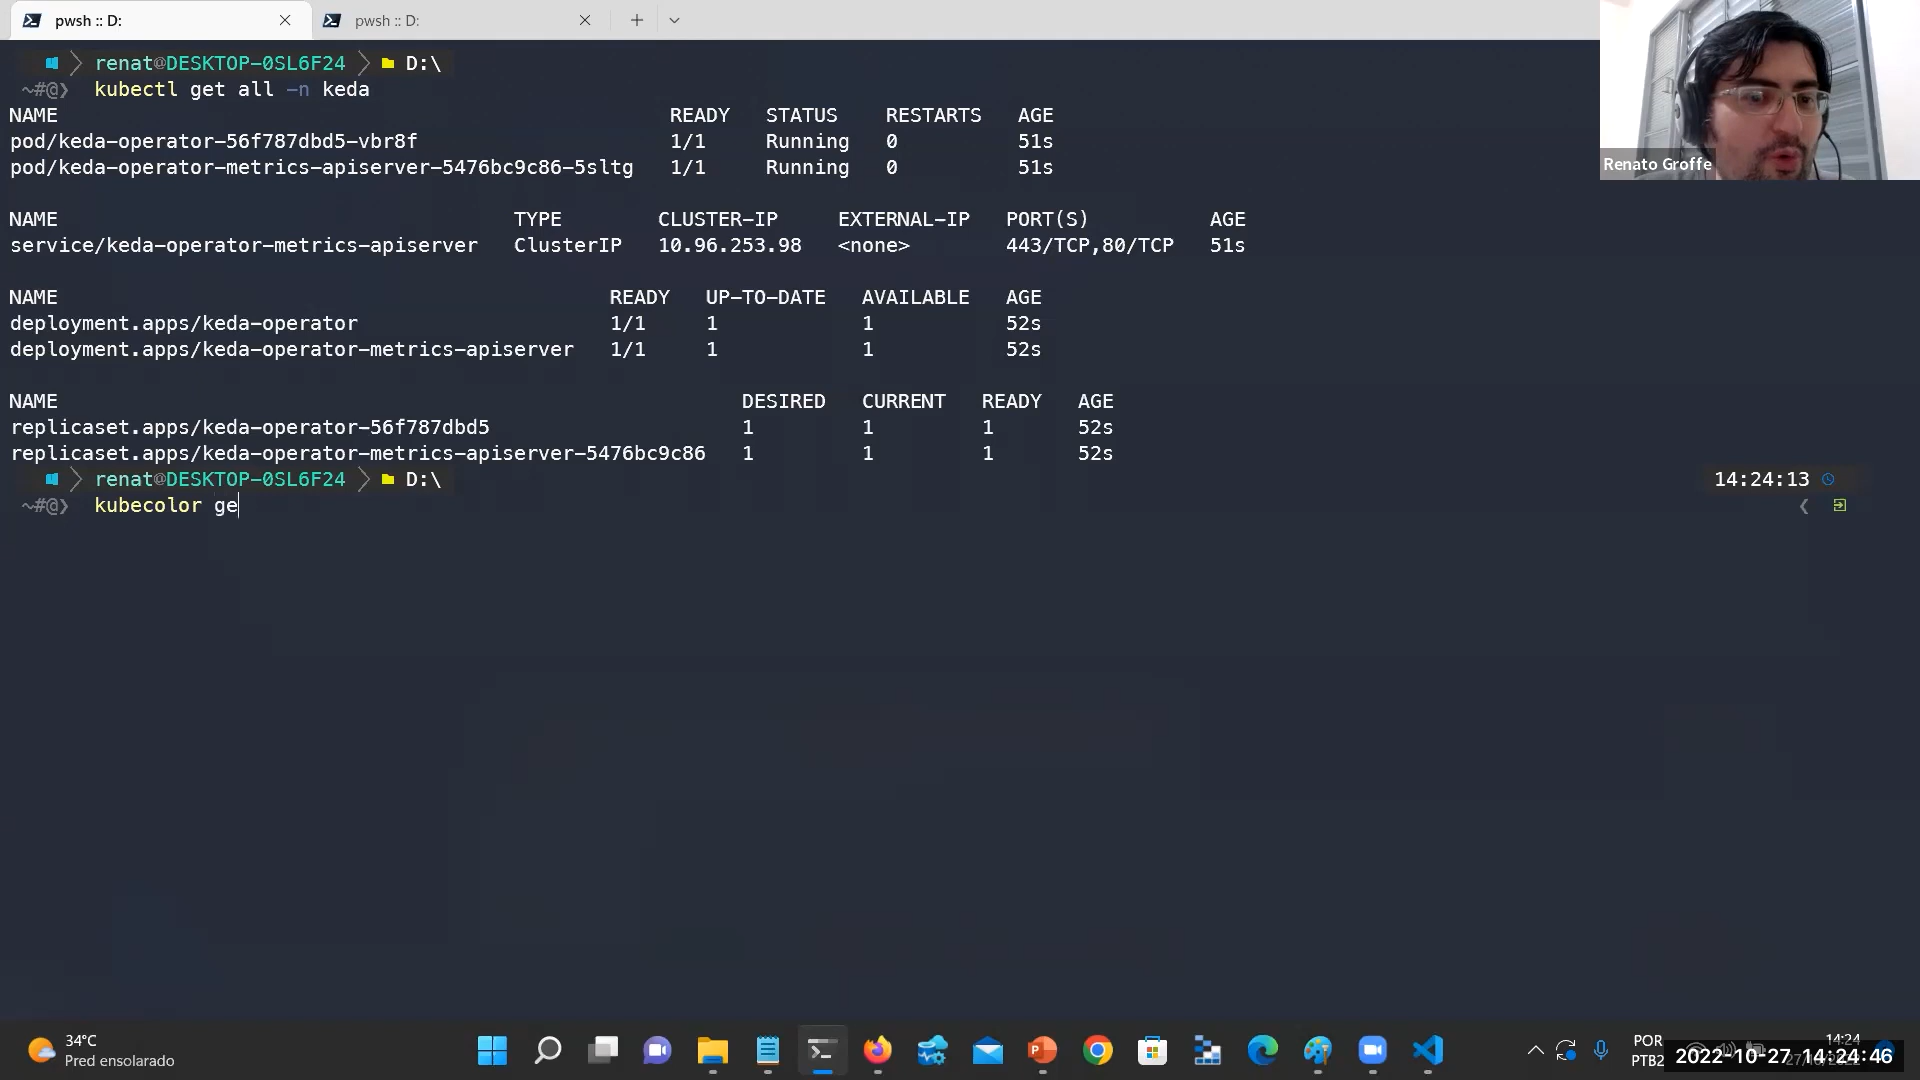 pwsh :: D:
pwsh :: D:
renat@DESKTOP-0SL6F24 D:\
~#@❯ kubectl get all -n keda
NAME READY STATUS RESTARTS AGE
pod/keda-operator-56f787dbd5-vbr8f 1/1 Running 0 51s
pod/keda-operator-metrics-apiserver-5476bc9c86-5sltg 1/1 Running 0 51s
NAME TYPE CLUSTER-IP EXTERNAL-IP PORT(S) AGE
service/keda-operator-metrics-apiserver ClusterIP 10.96.253.98 <none> 443/TCP,80/TCP 51s
NAME READY UP-TO-DATE AVAILABLE AGE
deployment.apps/keda-operator 1/1 1 1 52s
deployment.apps/keda-operator-metrics-apiserver 1/1 1 1 52s
NAME DESIRED CURRENT READY AGE
replicaset.apps/keda-operator-56f787dbd5 1 1 1 52s
replicaset.apps/keda-operator-metrics-apiserver-5476bc9c86 1 1 1 52s
renat@DESKTOP-0SL6F24 D:\ 14:24:13
~#@❯ kubecolor ge
Renato Groffe
34°C
Pred ensolarado
POR
PTB2
14:24
2022-10-27 14:24:46